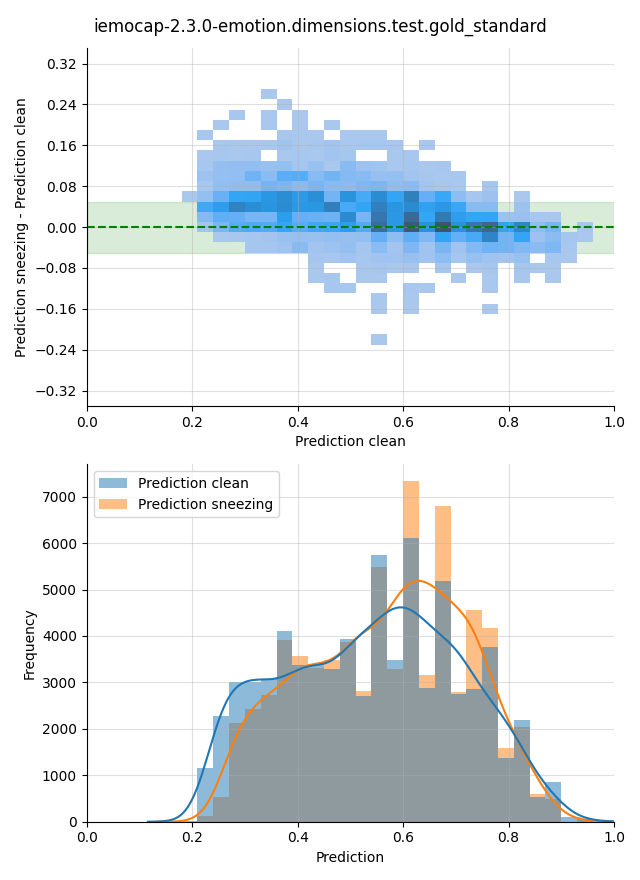 iemocap-2.3.0-emotion.dimensions.test.gold_standard
0.32
0.24
0.16
0.08
0.00
−0.08
−0.16
−0.24
−0.32
Prediction sneezing - Prediction clean
0.0 0.2 0.4 0.6 0.8 1.0
Prediction clean
Prediction clean
Prediction sneezing
7000
6000
5000
4000
3000
2000
1000
0
Frequency
0.0 0.2 0.4 0.6 0.8 1.0
Prediction